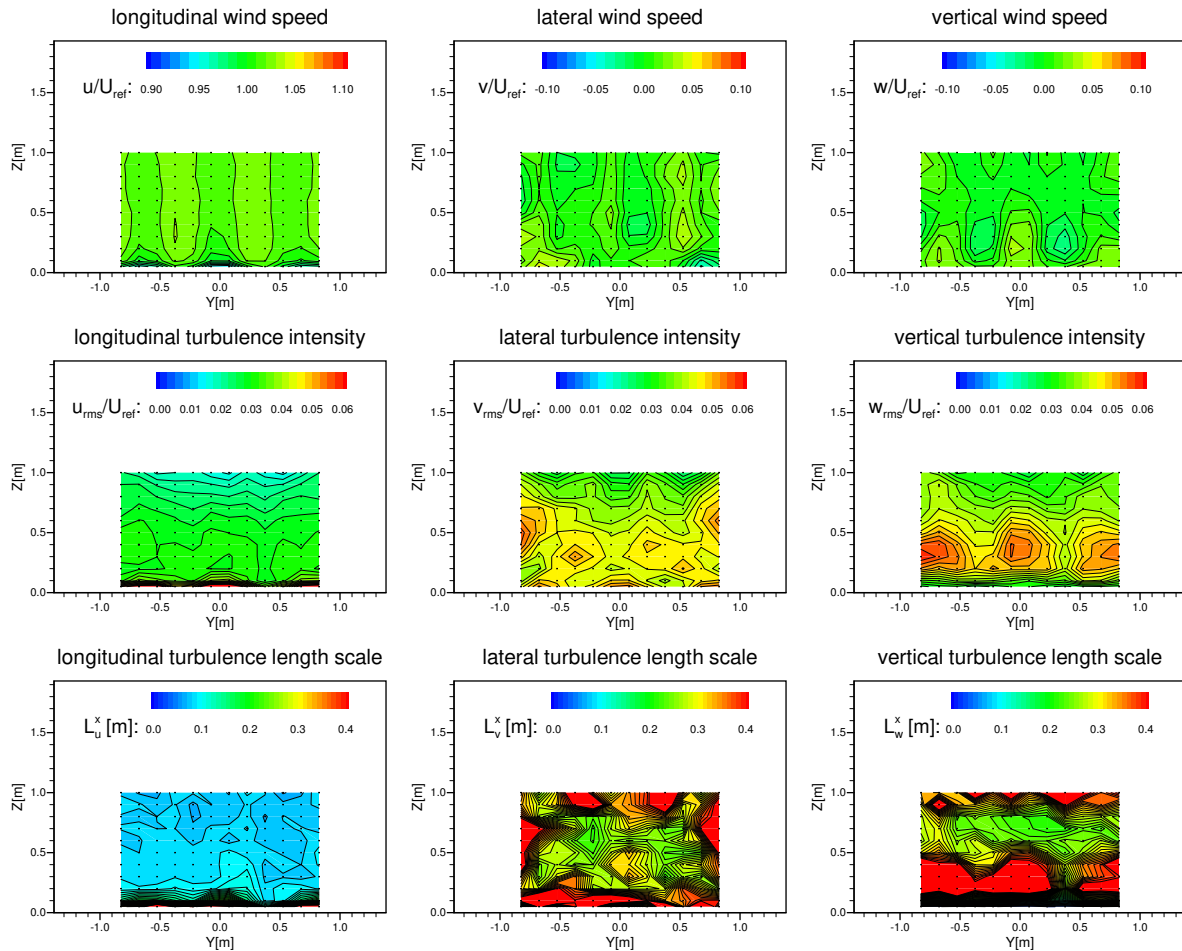 longitudinal wind speed
lateral wind speed
vertical wind speed
u/U_ref: 0.90 0.95 1.00 1.05 1.10
v/U_ref: -0.10 -0.05 0.00 0.05 0.10
w/U_ref: -0.10 -0.05 0.00 0.05 0.10
Z[m]
1.5
1.0
0.5
0.0
-1.0 -0.5 0.0 0.5 1.0
Y[m]
Z[m]
1.5
1.0
0.5
0.0
-1.0 -0.5 0.0 0.5 1.0
Y[m]
Z[m]
1.5
1.0
0.5
0.0
-1.0 -0.5 0.0 0.5 1.0
Y[m]
longitudinal turbulence intensity
lateral turbulence intensity
vertical turbulence intensity
u_rms/U_ref: 0.00 0.01 0.02 0.03 0.04 0.05 0.06
v_rms/U_ref: 0.00 0.01 0.02 0.03 0.04 0.05 0.06
w_rms/U_ref: 0.00 0.01 0.02 0.03 0.04 0.05 0.06
Z[m]
1.5
1.0
0.5
0.0
-1.0 -0.5 0.0 0.5 1.0
Y[m]
Z[m]
1.5
1.0
0.5
0.0
-1.0 -0.5 0.0 0.5 1.0
Y[m]
Z[m]
1.5
1.0
0.5
0.0
-1.0 -0.5 0.0 0.5 1.0
Y[m]
longitudinal turbulence length scale
lateral turbulence length scale
vertical turbulence length scale
L_u^x [m]: 0.0 0.1 0.2 0.3 0.4
L_v^x [m]: 0.0 0.1 0.2 0.3 0.4
L_w^x [m]: 0.0 0.1 0.2 0.3 0.4
Z[m]
1.5
1.0
0.5
0.0
-1.0 -0.5 0.0 0.5 1.0
Y[m]
Z[m]
1.5
1.0
0.5
0.0
-1.0 -0.5 0.0 0.5 1.0
Y[m]
Z[m]
1.5
1.0
0.5
0.0
-1.0 -0.5 0.0 0.5 1.0
Y[m]